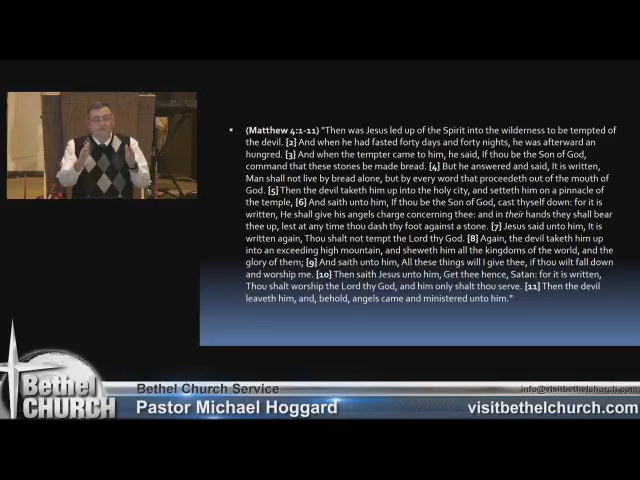 (Matthew 4:1-11) "Then was Jesus led up of the Spirit into the wilderness to be tempted of
the devil. {2} And when he had fasted forty days and forty nights, he was afterward an
hungred. {3} And when the tempter came to him, he said, If thou be the Son of God,
command that these stones be made bread. {4} But he answered and said, It is written,
Man shall not live by bread alone, but by every word that proceedeth out of the mouth of
God. {5} Then the devil taketh him up into the holy city, and setteth him on a pinnacle of
the temple, {6} And saith unto him, If thou be the Son of God, cast thyself down: for it is
written, He shall give his angels charge concerning thee: and in their hands they shall bear
thee up, lest at any time thou dash thy foot against a stone. {7} Jesus said unto him, It is
written again, Thou shalt not tempt the Lord thy God. {8} Again, the devil taketh him up
into an exceeding high mountain, and sheweth him all the kingdoms of the world, and the
glory of them; {9} And saith unto him, All these things will I give thee, if thou wilt fall down
and worship me. {10} Then saith Jesus unto him, Get thee hence, Satan: for it is written,
Thou shalt worship the Lord thy God, and him only shalt thou serve. {11} Then the devil
leaveth him, and, behold, angels came and ministered unto him."
Bethel
CHURCH
Bethel Church Service
info@visitbethelchurch.com
Pastor Michael Hoggard
visitbethelchurch.com